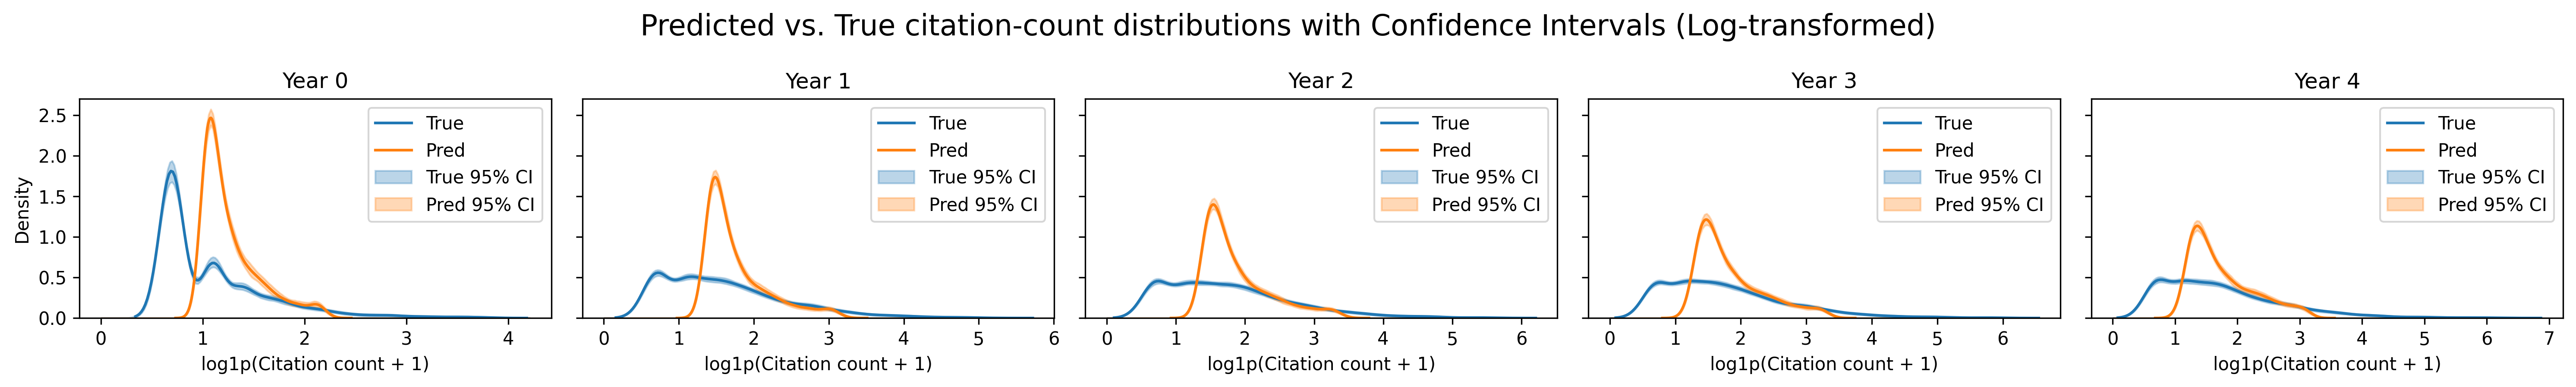 Predicted vs. True citation-count distributions with Confidence Intervals (Log-transformed)
Year 0
Density
2.5
2.0
1.5
1.0
0.5
0.0
True
Pred
True 95% CI
Pred 95% CI
0 1 2 3 4
log1p(Citation count + 1)
Year 1
True
Pred
True 95% CI
Pred 95% CI
0 1 2 3 4 5 6
log1p(Citation count + 1)
Year 2
True
Pred
True 95% CI
Pred 95% CI
0 1 2 3 4 5 6
log1p(Citation count + 1)
Year 3
True
Pred
True 95% CI
Pred 95% CI
0 1 2 3 4 5 6
log1p(Citation count + 1)
Year 4
True
Pred
True 95% CI
Pred 95% CI
0 1 2 3 4 5 6 7
log1p(Citation count + 1)